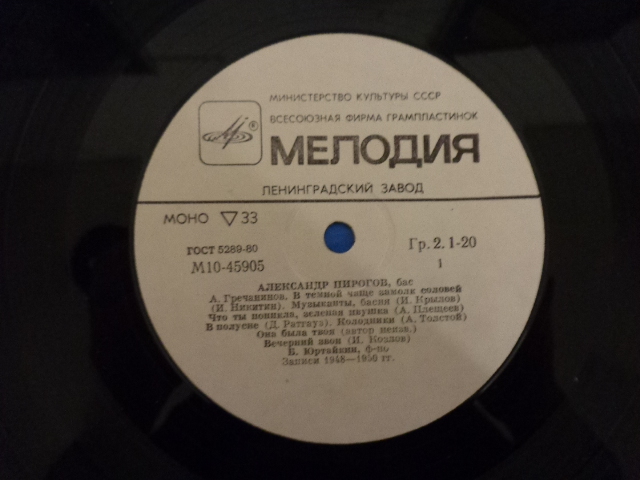 МИНИСТЕРСТВО КУЛЬТУРЫ СССР
ВСЕСОЮЗНАЯ ФИРМА ГРАМПЛАСТИНОК
®
МЕЛОДИЯ
ЛЕНИНГРАДСКИЙ ЗАВОД
МОНО ▽ 33
ГОСТ 5289-80
Гр. 2. 1-20
М10-45905
1
АЛЕКСАНДР ПИРОГОВ, бас
А. Гречанинов. В темной чаще замолк соловей
(И. Никитин). Музыканты, басня (И. Крылов)
Что ты поникла, зеленая ивушка (А. Плещеев)
В полусне (Д. Ратгауз). Колодники (А. Толстой)
Она была твоя (автор неизв.)
Вечерний звон (И. Козлов)
Б. Юртайкин, ф-по
Записи 1948—1950 гг.